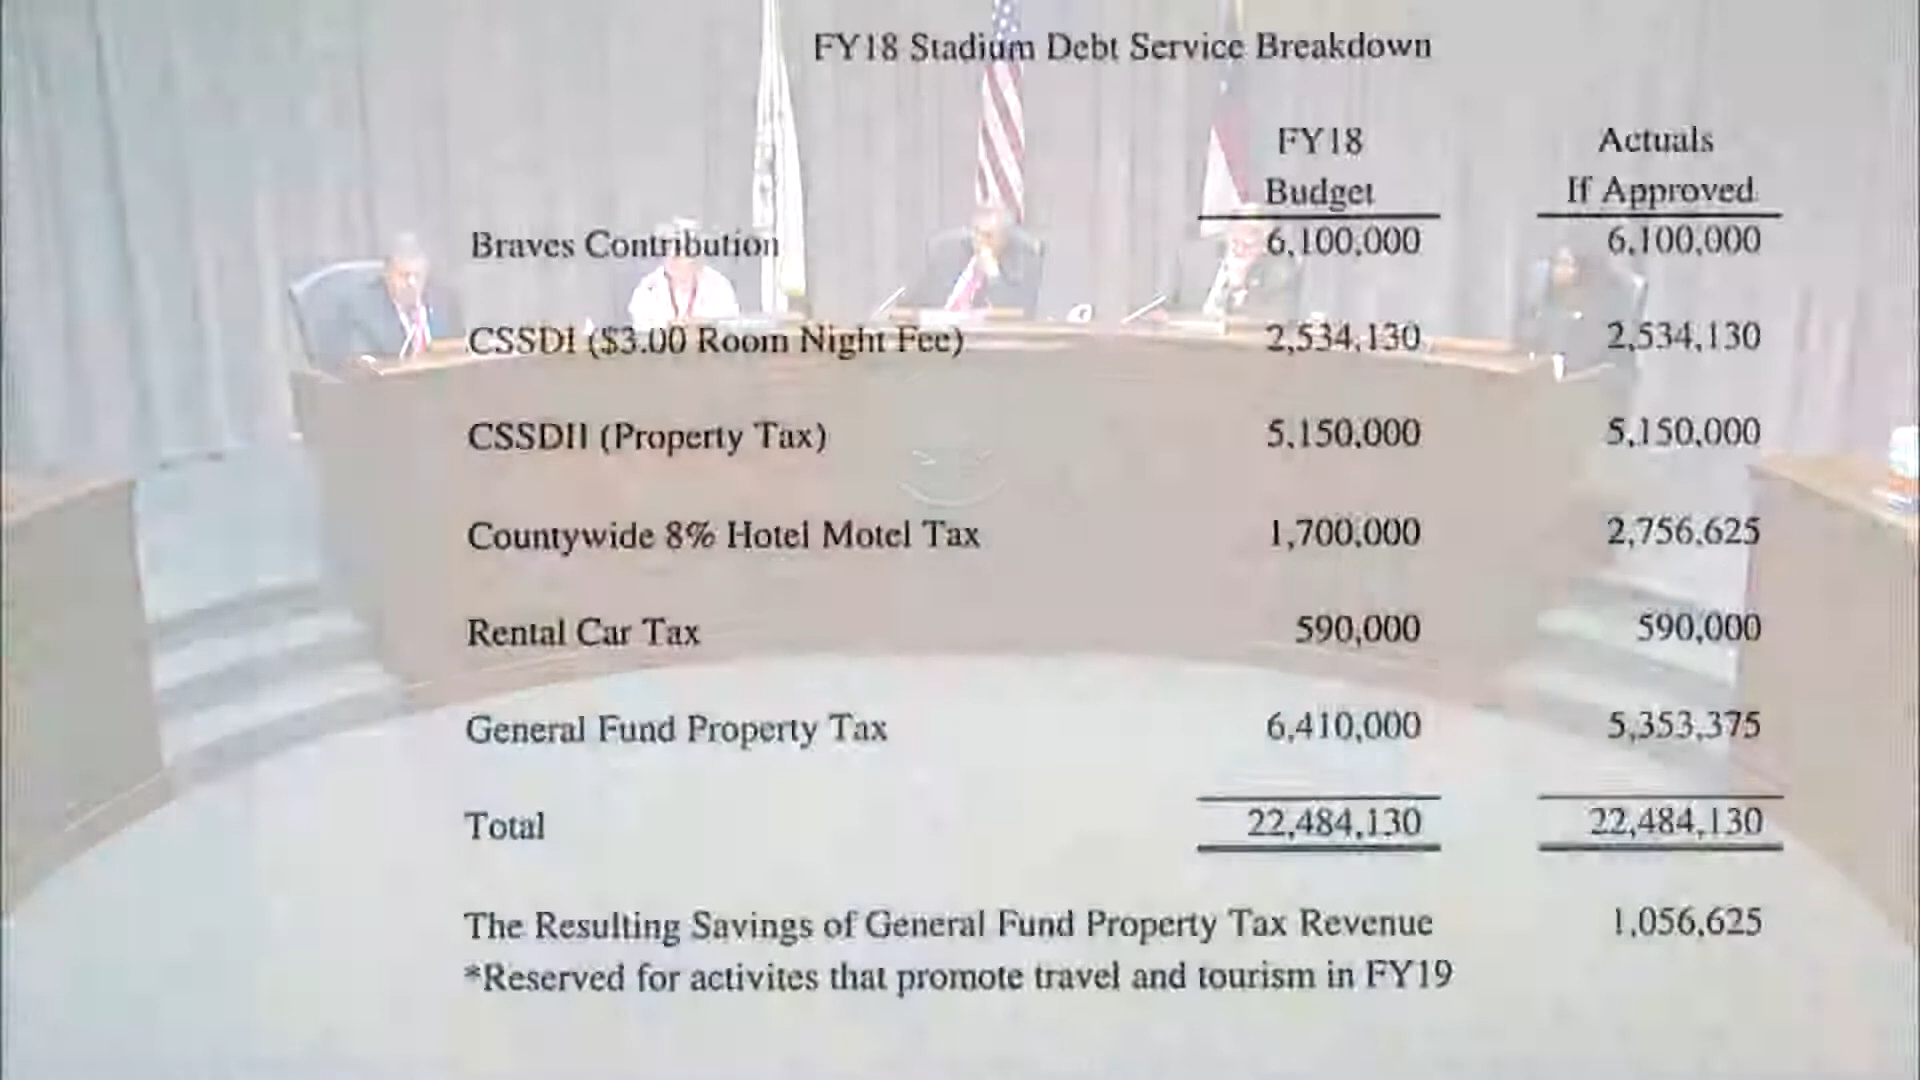 FY18 Stadium Debt Service Breakdown
FY18 Budget Actuals If Approved
Braves Contribution 6,100,000 6,100,000
CSSDI ($3.00 Room Night Fee) 2,534,130 2,534,130
CSSDII (Property Tax) 5,150,000 5,150,000
Countywide 8% Hotel Motel Tax 1,700,000 2,756,625
Rental Car Tax 590,000 590,000
General Fund Property Tax 6,410,000 5,353,375
Total 22,484,130 22,484,130
The Resulting Savings of General Fund Property Tax Revenue 1,056,625
*Reserved for activites that promote travel and tourism in FY19